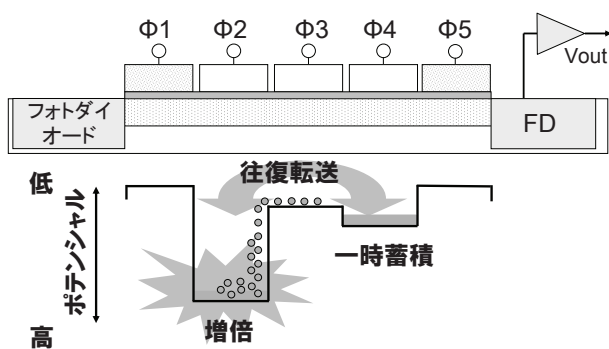 Φ1 Φ2 Φ3 Φ4 Φ5
Vout
フォトダイ
オード
FD
低
ポテンシャル
高
往復転送
一時蓄積
増倍